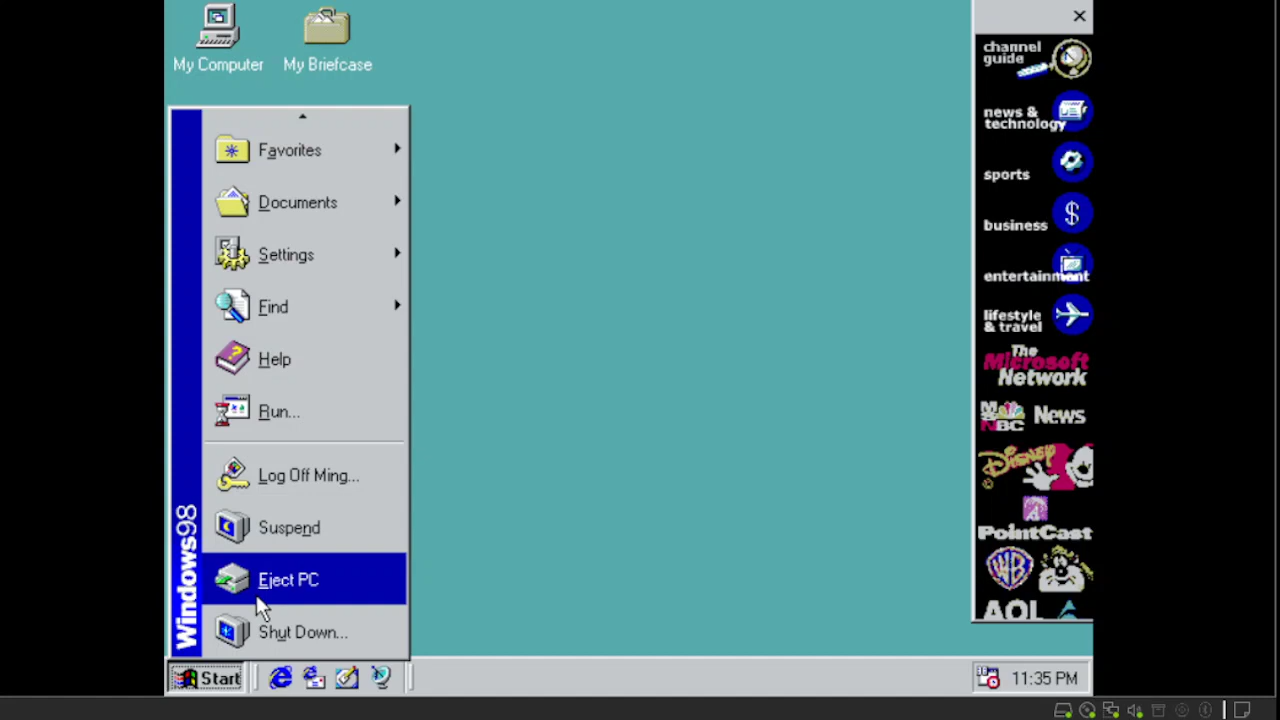 My Computer
My Briefcase
Favorites
Documents
Settings
Find
Help
Run...
Log Off Ming...
Suspend
Eject PC
Shut Down...
Windows98
Start
channel
guide
news &
technology
sports
business
$
entertainment
lifestyle
& travel
The
Microsoft
Network
MSNBC News
Disney
PointCast
WB
AOL
11:35 PM